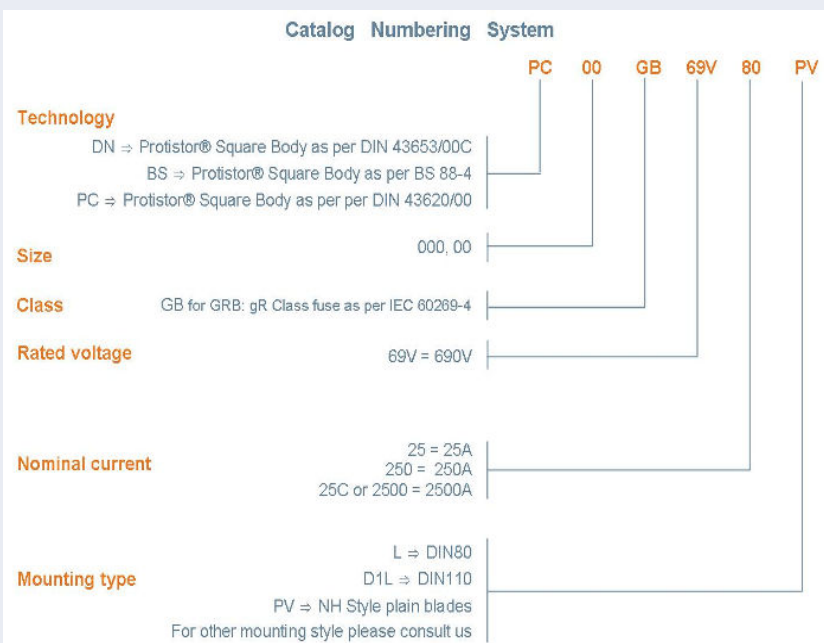 Catalog Numbering System
PC 00 GB 69V 80 PV
Technology
DN ⇒ Protistor® Square Body as per DIN 43653/00C
BS ⇒ Protistor® Square Body as per BS 88-4
PC ⇒ Protistor® Square Body as per per DIN 43620/00
Size
000, 00
Class
GB for GRB: gR Class fuse as per IEC 60269-4
Rated voltage
69V = 690V
Nominal current
25 = 25A
250 = 250A
25C or 2500 = 2500A
Mounting type
L ⇒ DIN80
D1L ⇒ DIN110
PV ⇒ NH Style plain blades
For other mounting style please consult us